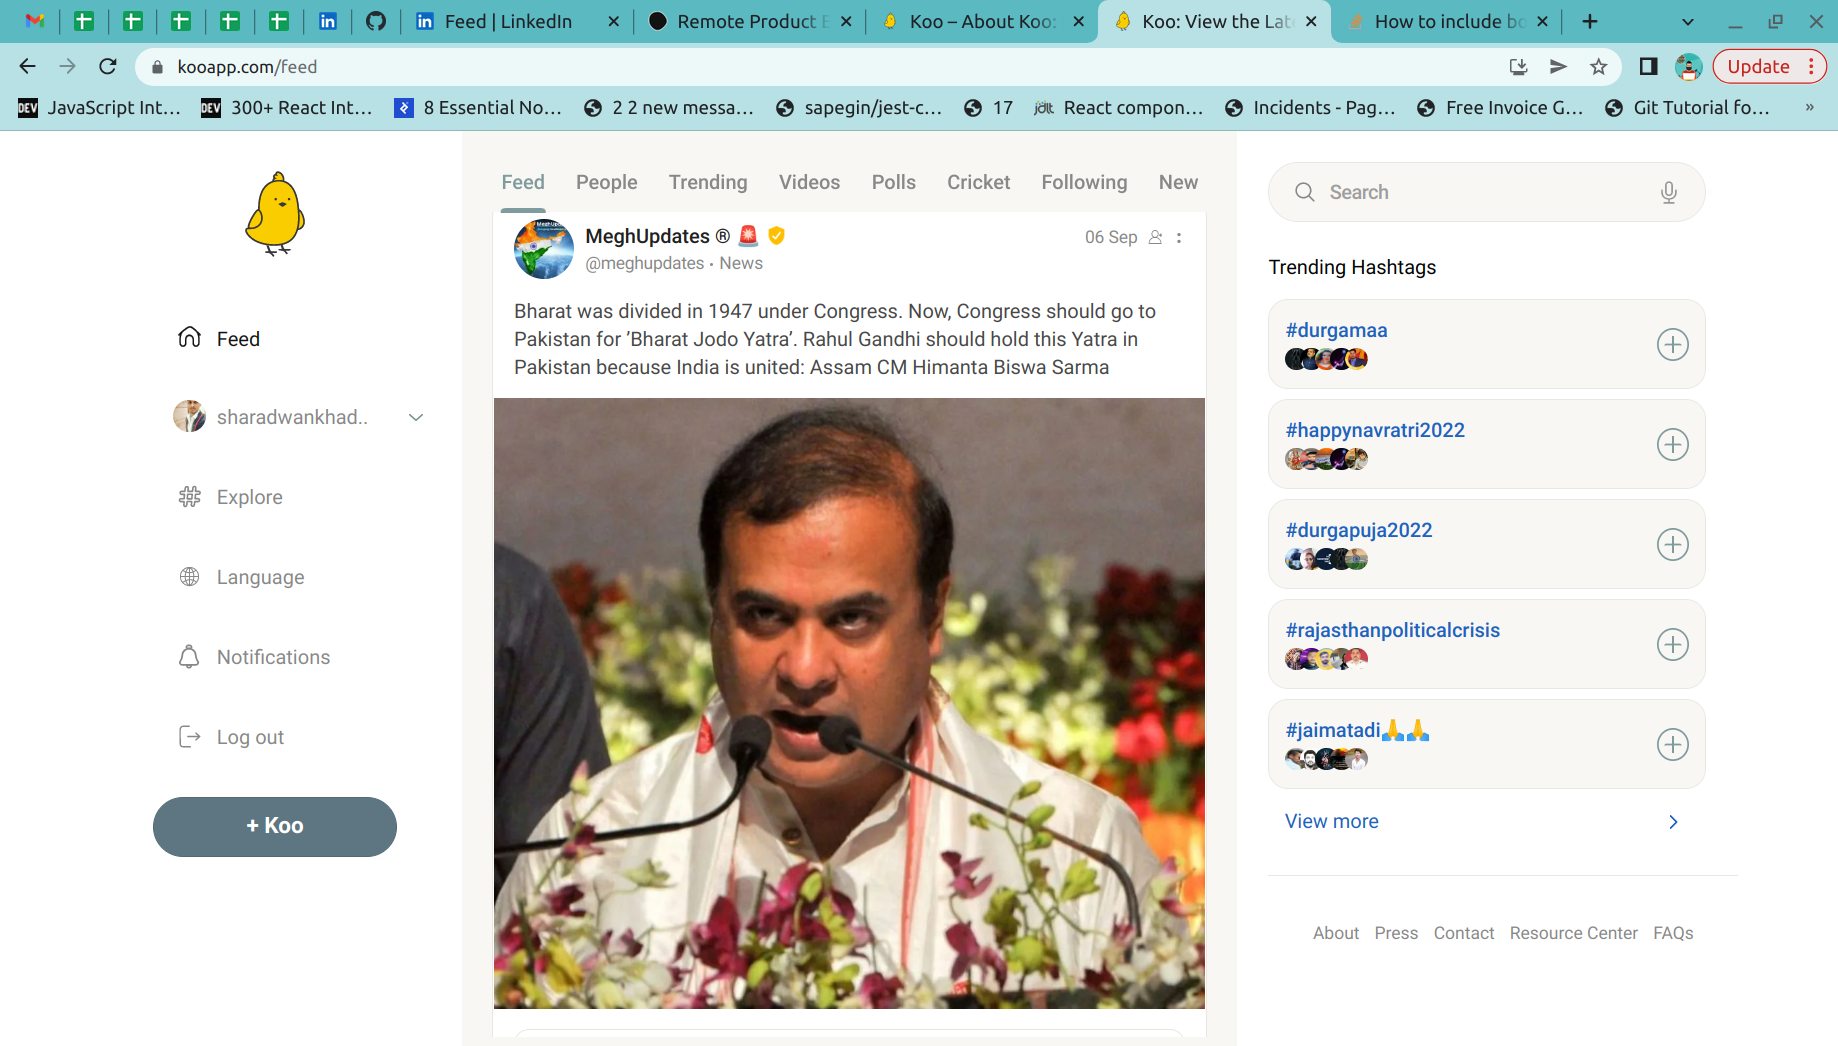 Feed | LinkedIn
Remote Product E
Koo – About Koo:
Koo: View the Late
How to include bo
kooapp.com/feed
Update
DEV JavaScript Int...
DEV 300+ React Int...
8 Essential No...
2 2 new messa...
sapegin/jest-c...
17
jolt React compon...
Incidents - Pag...
Free Invoice G...
Git Tutorial fo...
»
Feed
sharadwankhad..
Explore
Language
Notifications
Log out
+ Koo
Feed People Trending Videos Polls Cricket Following New
MeghUpdates ® 🚨
06 Sep
@meghupdates • News
Bharat was divided in 1947 under Congress. Now, Congress should go to
Pakistan for ’Bharat Jodo Yatra’. Rahul Gandhi should hold this Yatra in
Pakistan because India is united: Assam CM Himanta Biswa Sarma
Search
Trending Hashtags
#durgamaa
#happynavratri2022
#durgapuja2022
#rajasthanpoliticalcrisis
#jaimatadi🙏🙏
View more
About Press Contact Resource Center FAQs